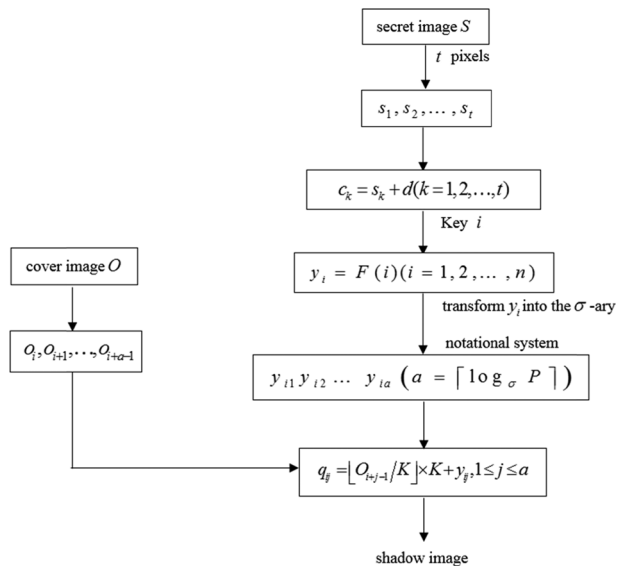 secret image S
t pixels
s₁, s₂, ..., sₜ
cₖ = sₖ + d(k = 1,2,...,t)
Key i
cover image O
yᵢ = F(i)(i = 1, 2, ..., n)
transform yᵢ into the σ-ary
notational system
Oᵢ, Oᵢ₊₁, ..., Oᵢ₊ₐ₋₁
yᵢ₁ yᵢ₂ ... yᵢₐ (a = ⌈log_σ P⌉)
qᵢⱼ = ⌊Oᵢ₊ⱼ₋₁/K⌋×K + yᵢⱼ, 1≤j≤a
shadow image